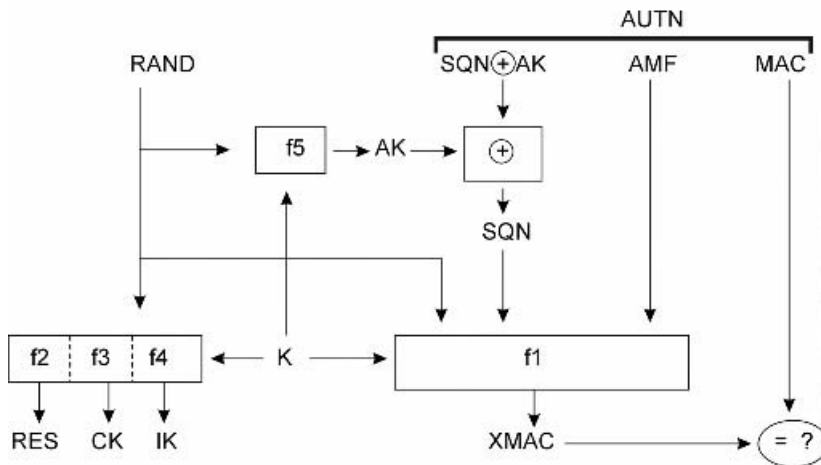 AUTN
RAND SQN⊕AK AMF MAC
f5 AK ⊕
SQN
f2 f3 f4 K f1
RES CK IK XMAC = ?